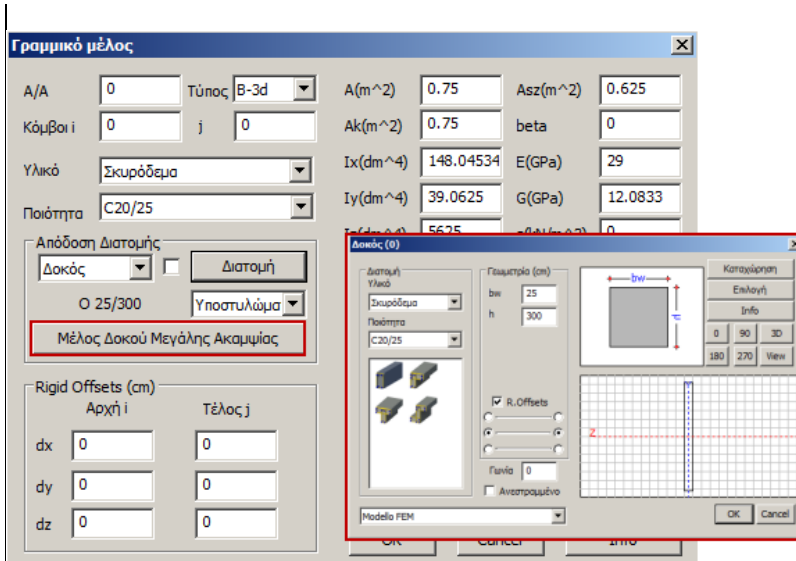 Γραμμικό μέλος
Α/Α 0 Τύπος B-3d
Κόμβοι i 0 j 0
Υλικό Σκυρόδεμα
Ποιότητα C20/25
Απόδοση Διατομής
Δοκός Διατομή
O 25/300 Υποστυλώμα
Μέλος Δοκού Μεγάλης Ακαμψίας
Rigid Offsets (cm)
Αρχή i Τέλος j
dx 0 0
dy 0 0
dz 0 0
A(m^2) 0.75 Asz(m^2) 0.625
Ak(m^2) 0.75 beta 0
Ix(dm^4) 148.04534 E(GPa) 29
Iy(dm^4) 39.0625 G(GPa) 12.0833
5625 0
Δοκός (0)
Διατομή
Υλικό
Σκυρόδεμα
Ποιότητα
C20/25
Γεωμετρία (cm)
bw 25
h 300
R.Offsets
Γωνία 0
Ανεστραμμένο
Modello FEM
bw
h
Καταχώρηση
Επιλογή
Info
0 90 3D
180 270 View
Y
Z
OK Cancel
OK Cancel Info